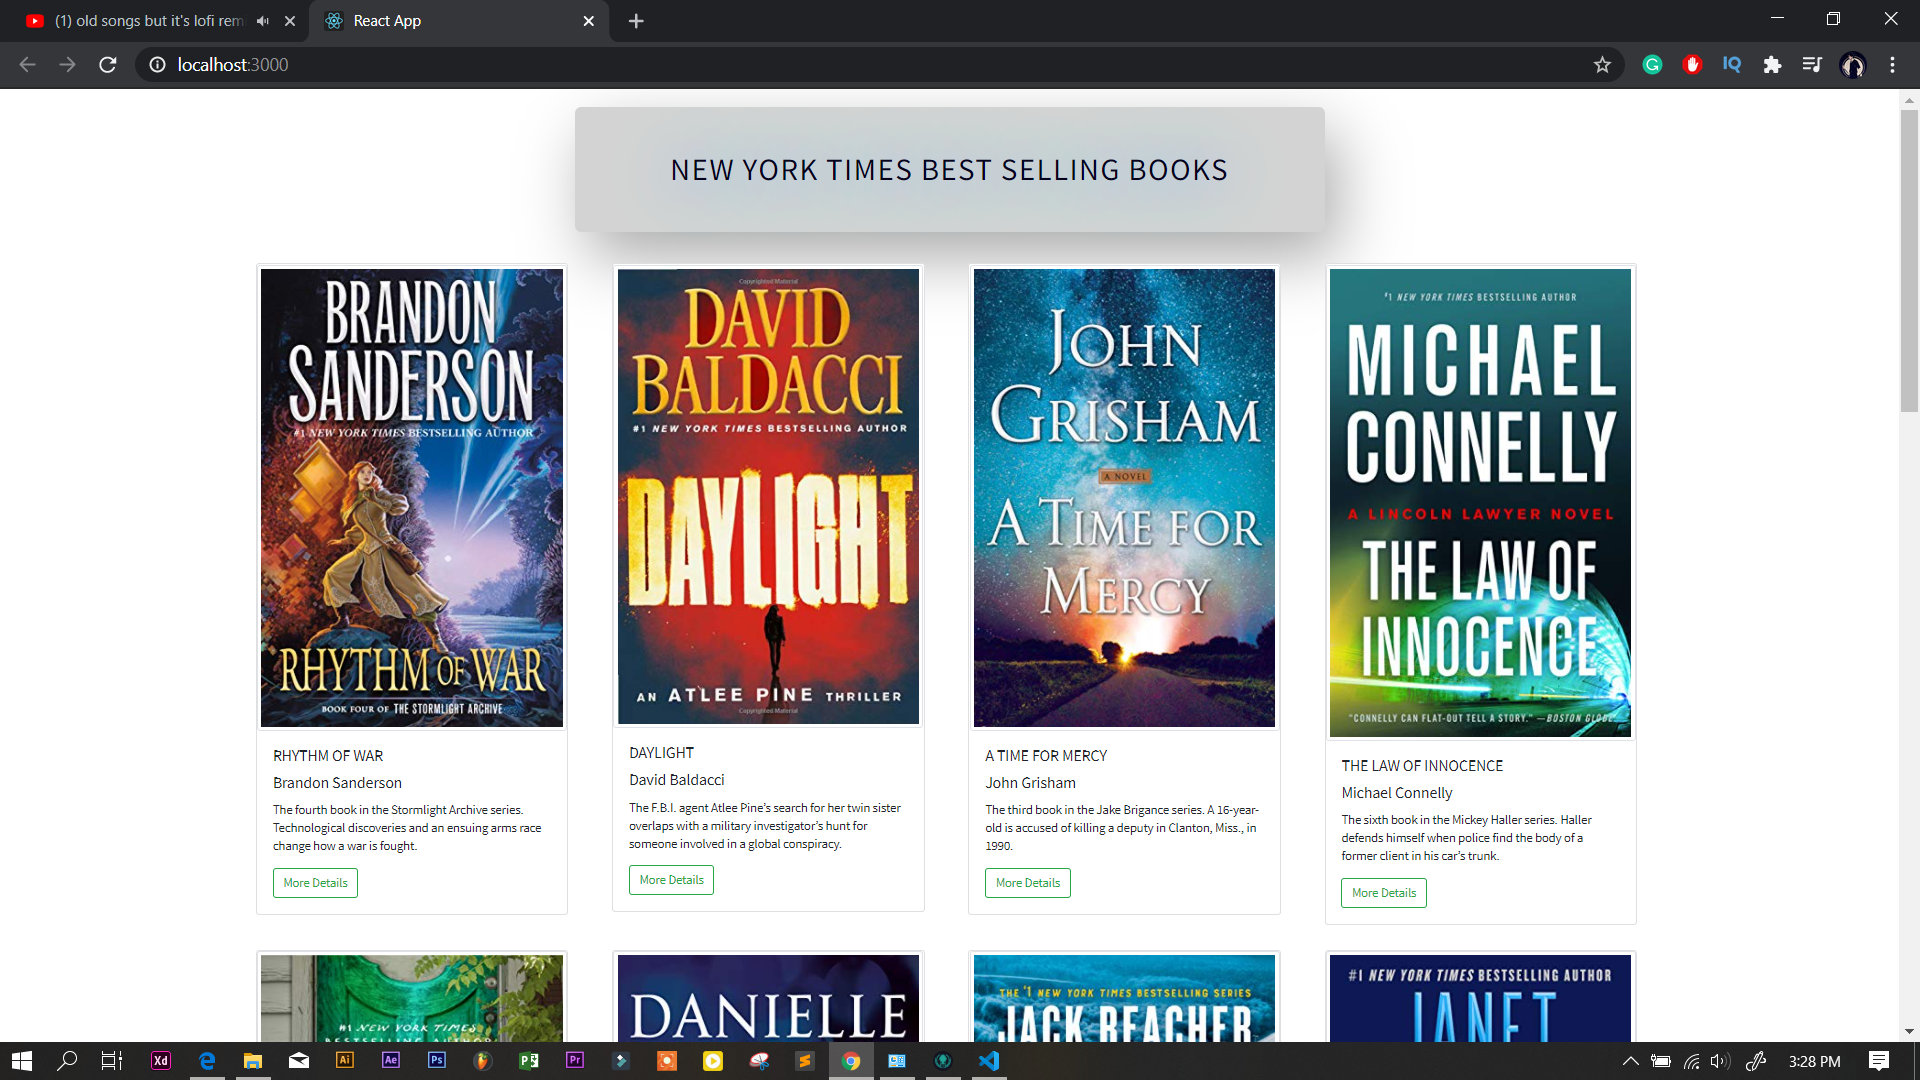 (1) old songs but it's lofi rem
React App
localhost:3000
IQ
NEW YORK TIMES BEST SELLING BOOKS
BRANDON
SANDERSON
#1 NEW YORK TIMES BESTSELLING AUTHOR
RHYTHM OF WAR
BOOK FOUR OF THE STORMLIGHT ARCHIVE
RHYTHM OF WAR
Brandon Sanderson
The fourth book in the Stormlight Archive series.
Technological discoveries and an ensuing arms race
change how a war is fought.
More Details
Copyrighted Material
DAVID
BALDACCI
#1 NEW YORK TIMES BESTSELLING AUTHOR
DAYLIGHT
AN ATLEE PINE THRILLER
Copyrighted Material
DAYLIGHT
David Baldacci
The F.B.I. agent Atlee Pine’s search for her twin sister
overlaps with a military investigator’s hunt for
someone involved in a global conspiracy.
More Details
JOHN
GRISHAM
A NOVEL
A TIME FOR
MERCY
A TIME FOR MERCY
John Grisham
The third book in the Jake Brigance series. A 16-year-
old is accused of killing a deputy in Clanton, Miss., in
1990.
More Details
#1 NEW YORK TIMES BESTSELLING AUTHOR
MICHAEL
CONNELLY
A LINCOLN LAWYER NOVEL
THE LAW OF
INNOCENCE
"CONNELLY CAN FLAT-OUT TELL A STORY." —BOSTON GLOBE
THE LAW OF INNOCENCE
Michael Connelly
The sixth book in the Mickey Haller series. Haller
defends himself when police find the body of a
former client in his car’s trunk.
More Details
#1 NEW YORK TIMES
BESTSELLING AUTHOR
DANIELLE
THE #1 NEW YORK TIMES BESTSELLING SERIES
JACK REACHER
#1 NEW YORK TIMES BESTSELLING AUTHOR
JANET
Xd
Ai
Ae
Ps
Pr
3:28 PM